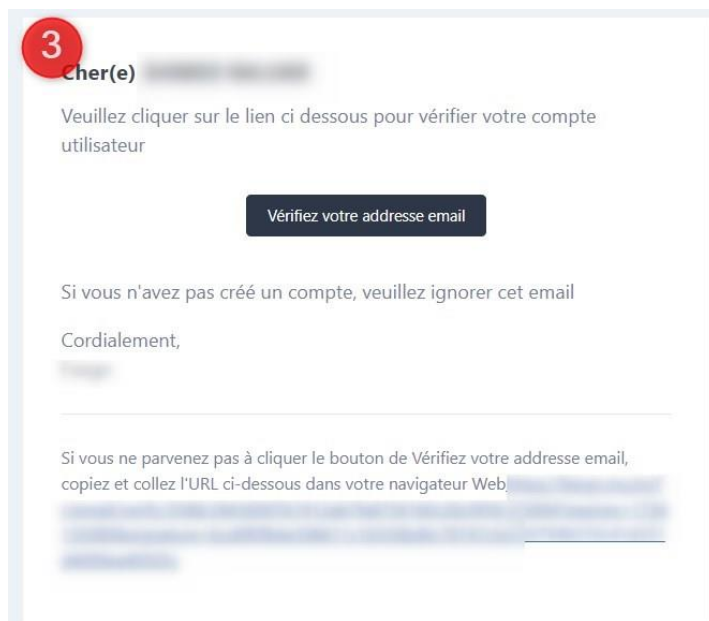 3
Cher(e)
Veuillez cliquer sur le lien ci dessous pour vérifier votre compte
utilisateur
Vérifiez votre addresse email
Si vous n'avez pas créé un compte, veuillez ignorer cet email
Cordialement,
Si vous ne parvenez pas à cliquer le bouton de Vérifiez votre addresse email,
copiez et collez l'URL ci-dessous dans votre navigateur Web